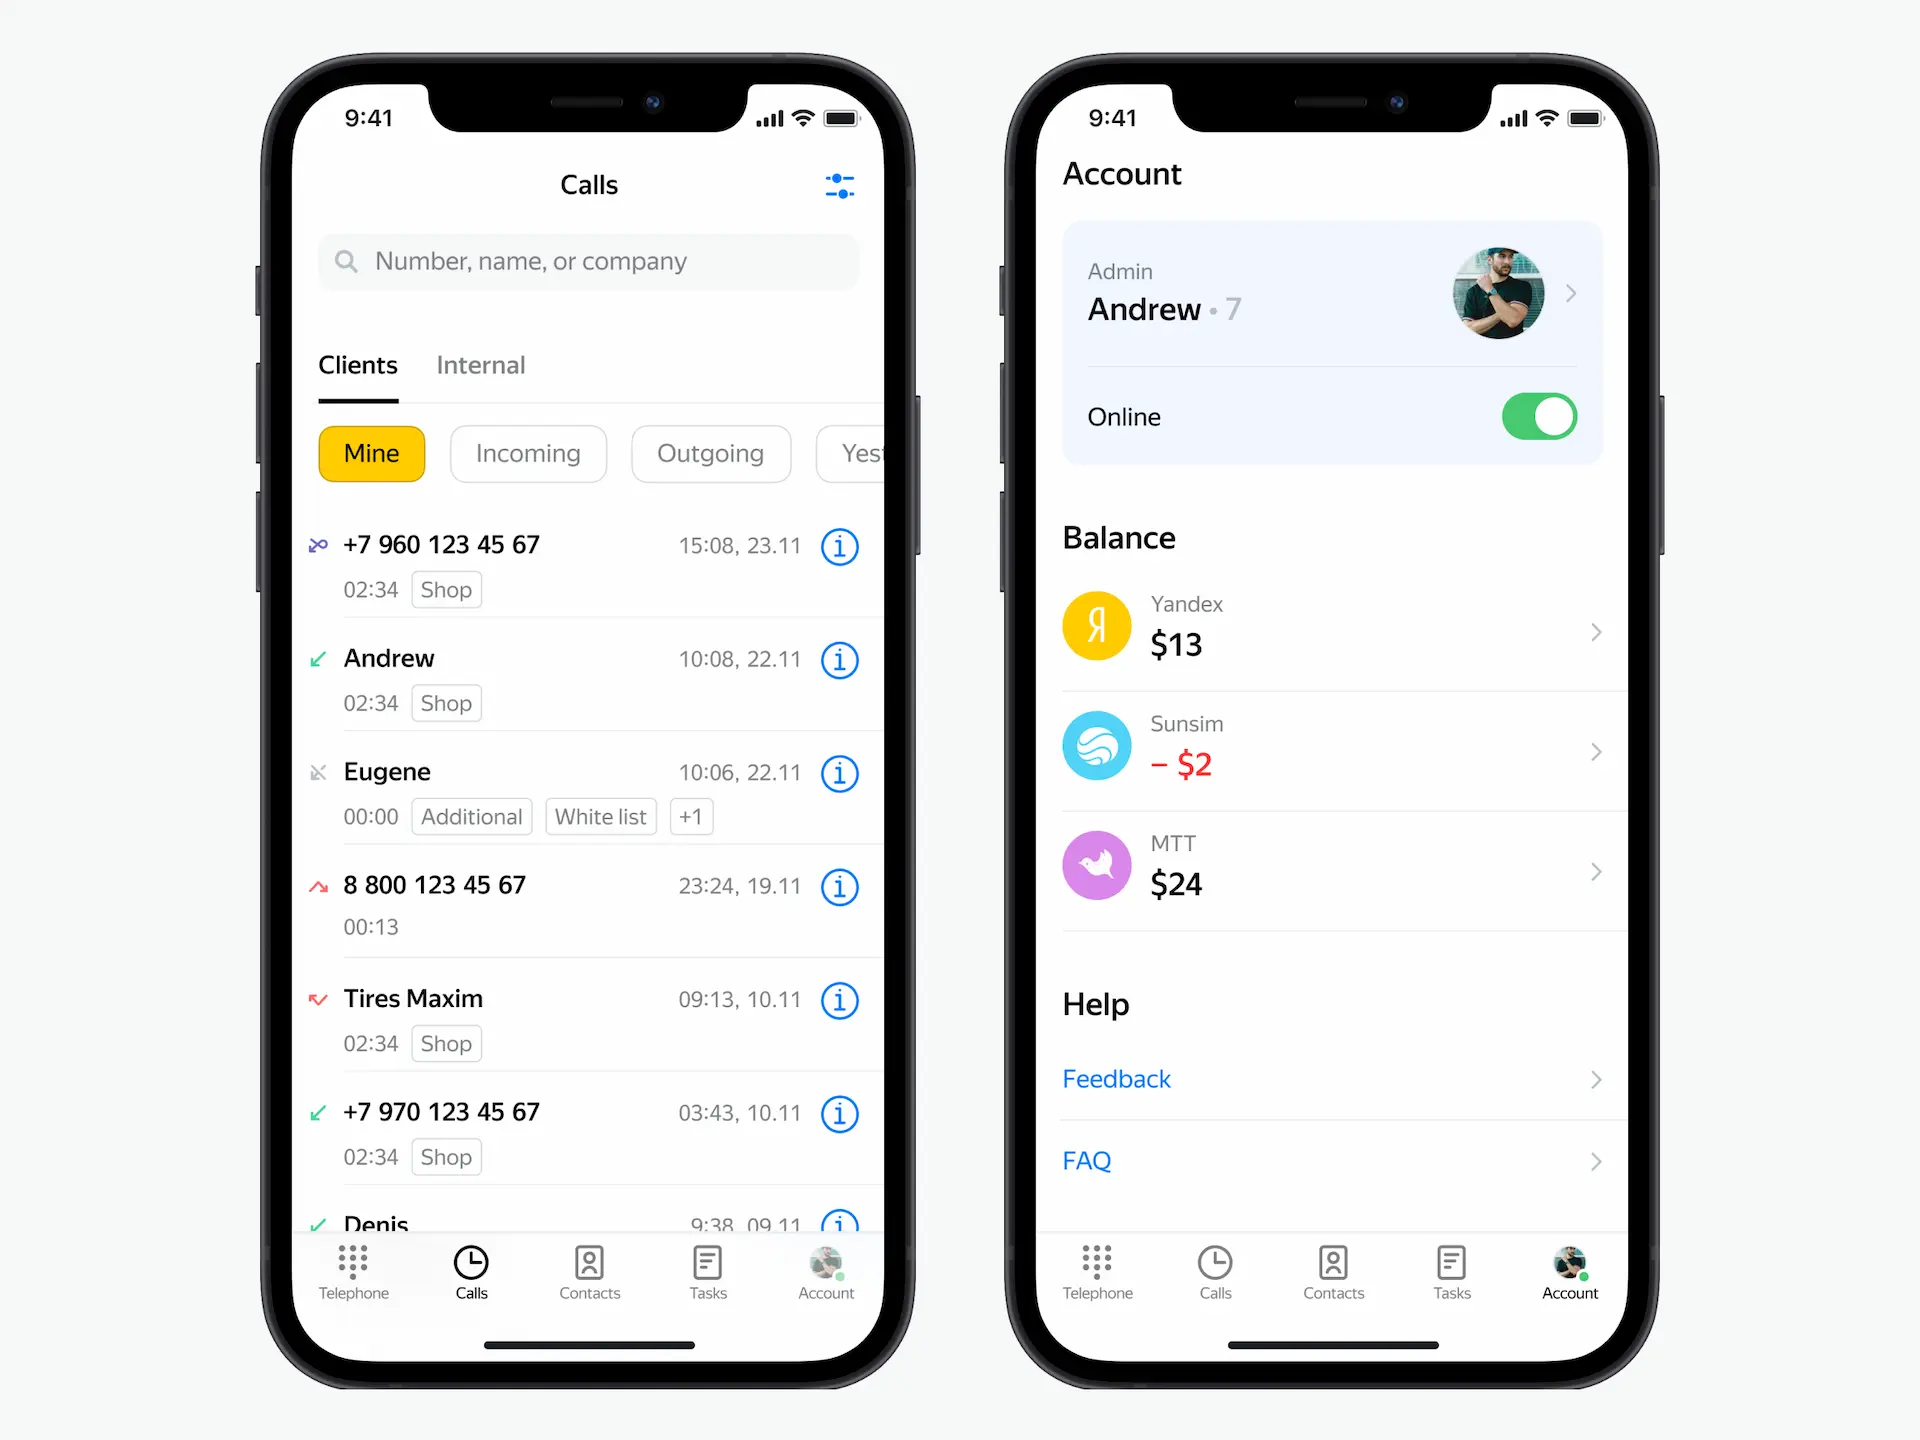 9:41
Calls
Number, name, or company
Clients Internal
Mine Incoming Outgoing Yest
+7 960 123 45 67 15:08, 23.11
02:34 Shop
Andrew 10:08, 22.11
02:34 Shop
Eugene 10:06, 22.11
00:00 Additional White list +1
8 800 123 45 67 23:24, 19.11
00:13
Tires Maxim 09:13, 10.11
02:34 Shop
+7 970 123 45 67 03:43, 10.11
02:34 Shop
Denis 9:38, 09.11
Telephone Calls Contacts Tasks Account
9:41
Account
Admin
Andrew • 7
Online
Balance
Я
Yandex
$13
Sunsim
– $2
MTT
$24
Help
Feedback
FAQ
Telephone Calls Contacts Tasks Account